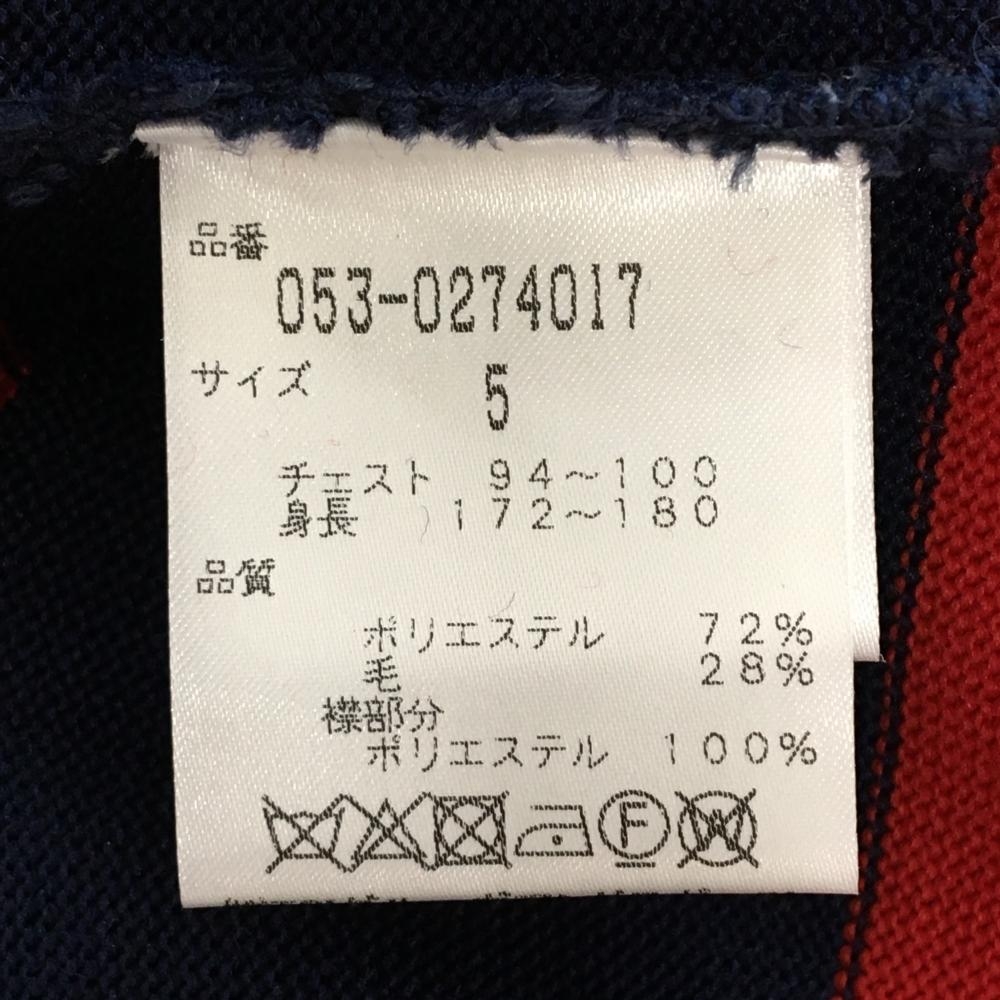 品番
053-0274017
サイズ 5
チェスト 94～100
身長 172～180
品質
ポリエステル 72%
毛 28%
襟部分
ポリエステル 100%
F W